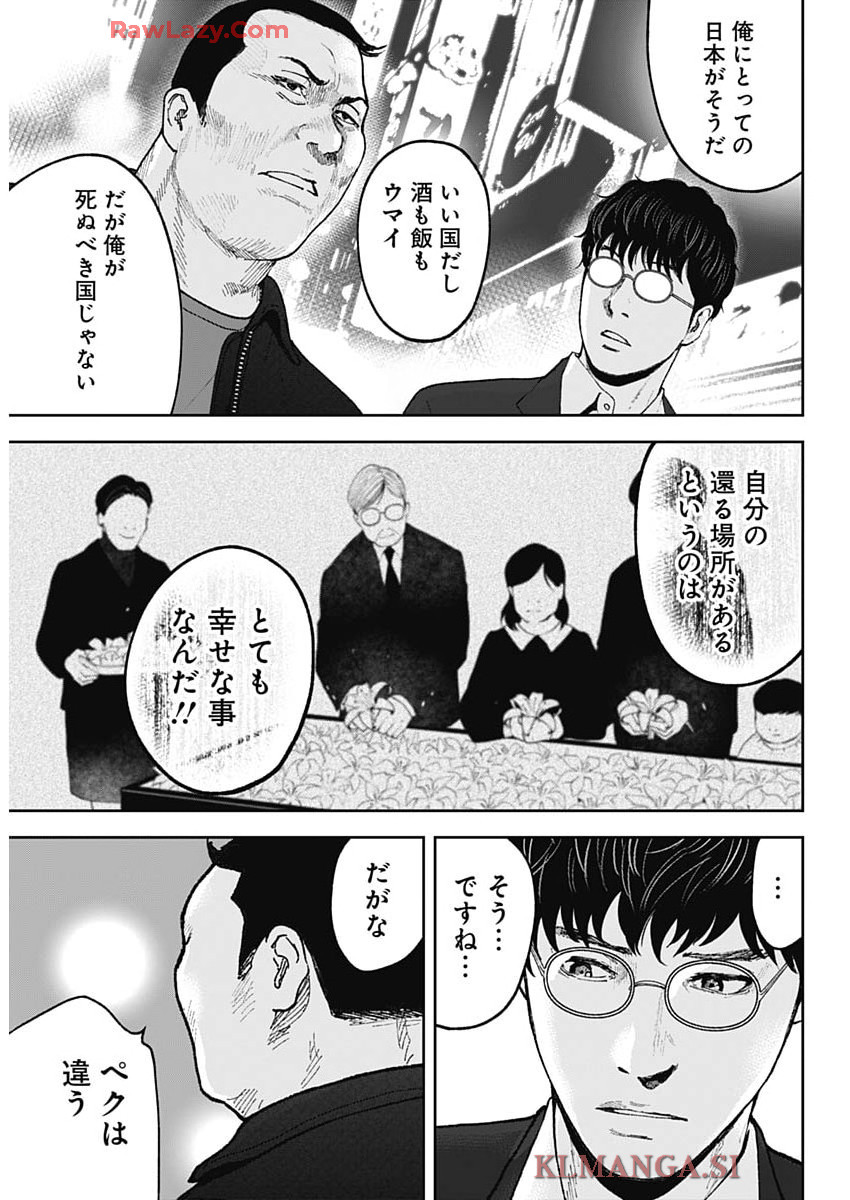 RawLazy.Com
俺にとっての
日本がそうだ
いい国だし
酒も飯も
ウマイ
だが俺が
死ぬべき国じゃない
自分の
還る場所がある
というのは
とても
幸せな事
なんだ!!
…
そう…
ですね…
だがな
ペクは
違う
KLMANGA.SI